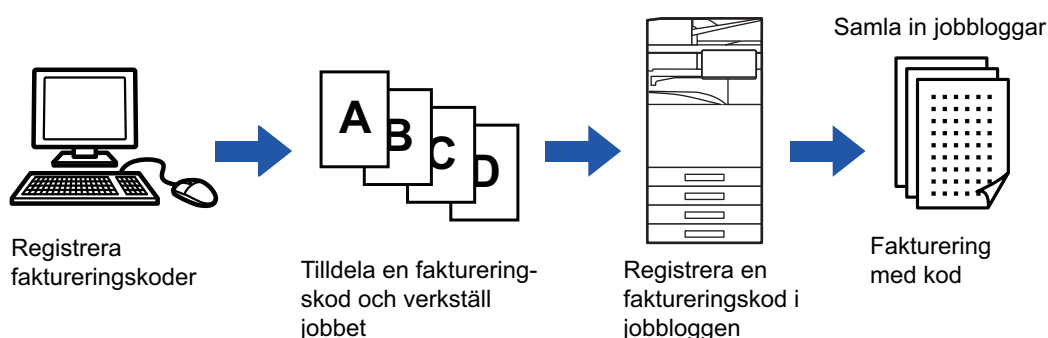 Samla in jobbloggar
A
B
C
D
Registrera
faktureringskoder
Tilldela en fakturering-
skod och verkställ
jobbet
Registrera en
faktureringskod i
jobbloggen
Fakturering
med kod